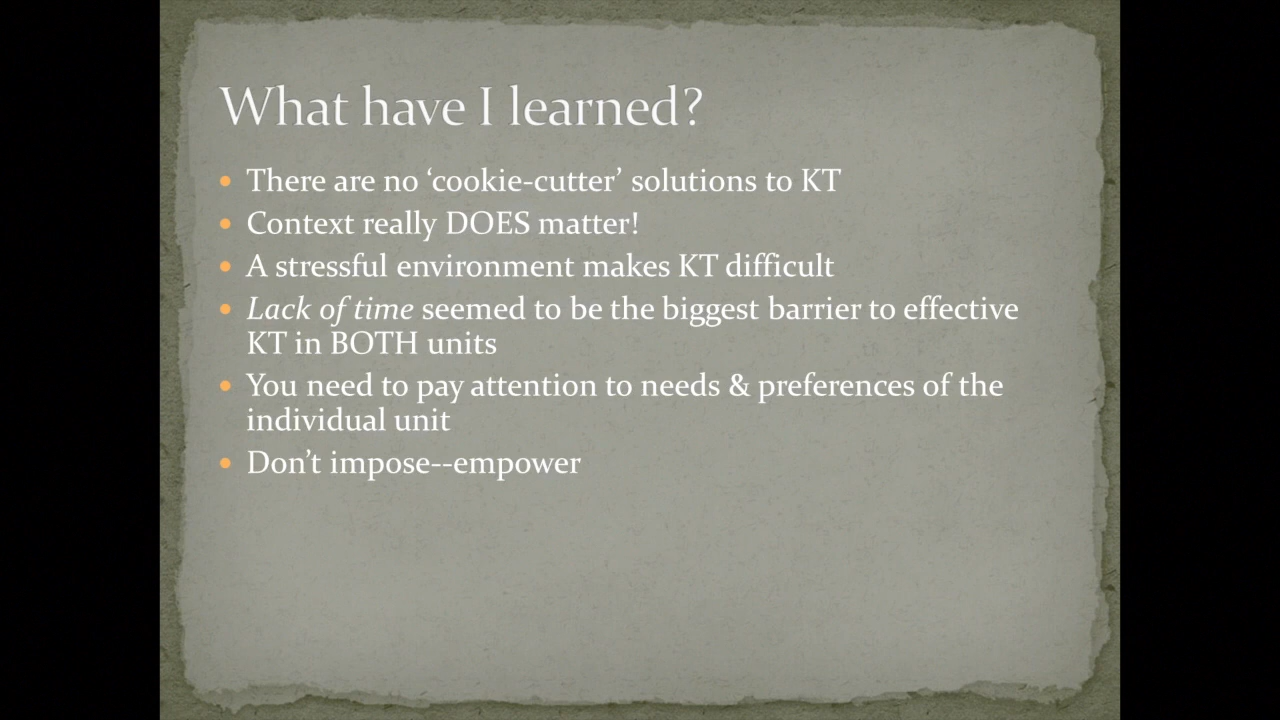 What have I learned?
There are no ‘cookie-cutter’ solutions to KT
Context really DOES matter!
A stressful environment makes KT difficult
Lack of time seemed to be the biggest barrier to effective
KT in BOTH units
You need to pay attention to needs & preferences of the
individual unit
Don’t impose--empower